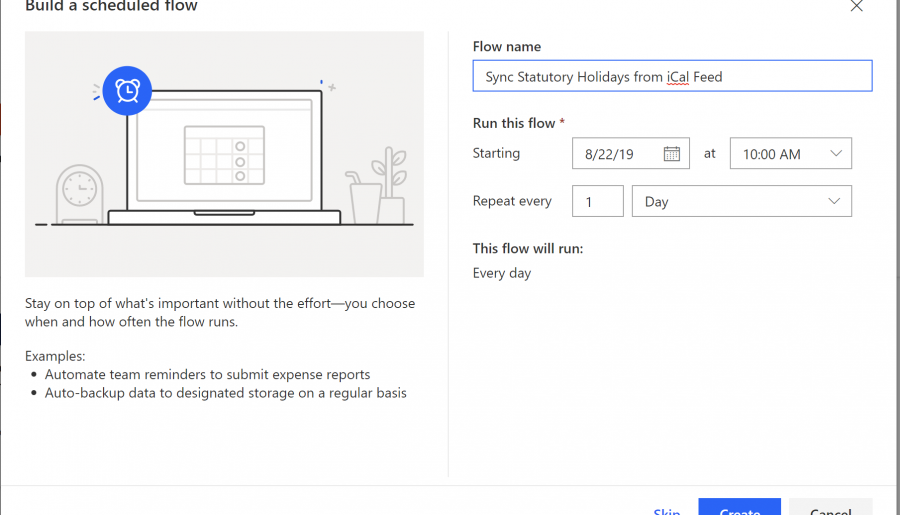 Build a scheduled flow
Flow name
Sync Statutory Holidays from iCal Feed
Run this flow *
Starting 8/22/19 at 10:00 AM
Repeat every 1 Day
This flow will run:
Every day
Stay on top of what's important without the effort—you choose
when and how often the flow runs.
Examples:
• Automate team reminders to submit expense reports
• Auto-backup data to designated storage on a regular basis
Skip Create Cancel